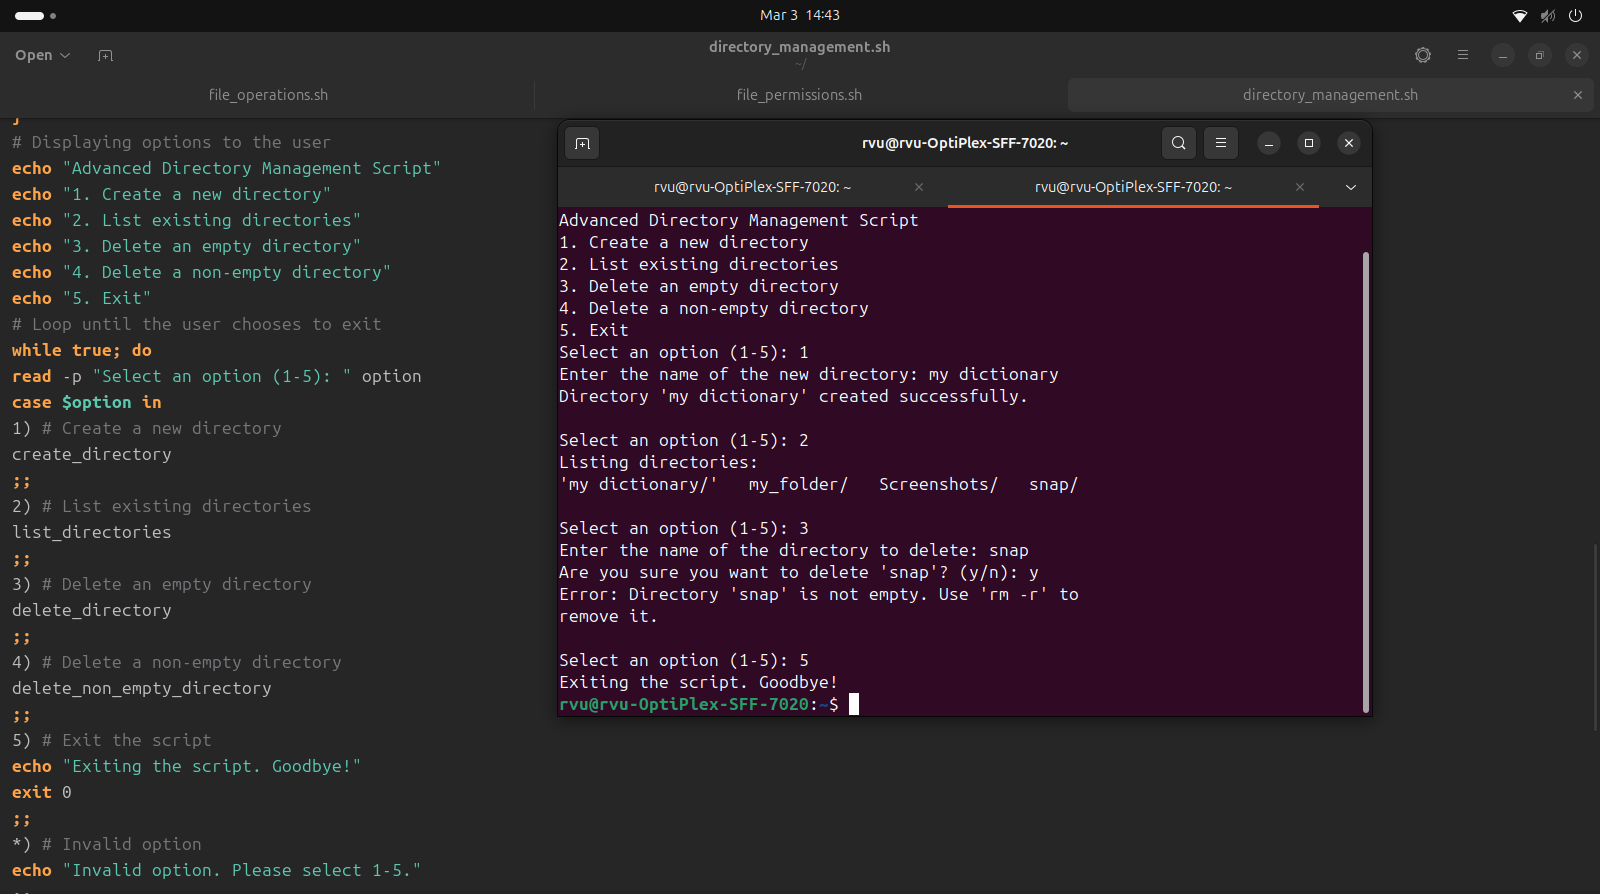 Mar 3 14:43
Open
directory_management.sh
~/
file_operations.sh
file_permissions.sh
directory_management.sh
}
# Displaying options to the user
echo "Advanced Directory Management Script"
echo "1. Create a new directory"
echo "2. List existing directories"
echo "3. Delete an empty directory"
echo "4. Delete a non-empty directory"
echo "5. Exit"
# Loop until the user chooses to exit
while true; do
read -p "Select an option (1-5): " option
case $option in
1) # Create a new directory
create_directory
;;
2) # List existing directories
list_directories
;;
3) # Delete an empty directory
delete_directory
;;
4) # Delete a non-empty directory
delete_non_empty_directory
;;
5) # Exit the script
echo "Exiting the script. Goodbye!"
exit 0
;;
*) # Invalid option
echo "Invalid option. Please select 1-5."
;;
rvu@rvu-OptiPlex-SFF-7020: ~
rvu@rvu-OptiPlex-SFF-7020: ~
rvu@rvu-OptiPlex-SFF-7020: ~
Advanced Directory Management Script
1. Create a new directory
2. List existing directories
3. Delete an empty directory
4. Delete a non-empty directory
5. Exit
Select an option (1-5): 1
Enter the name of the new directory: my dictionary
Directory 'my dictionary' created successfully.
Select an option (1-5): 2
Listing directories:
'my dictionary/'   my_folder/   Screenshots/   snap/
Select an option (1-5): 3
Enter the name of the directory to delete: snap
Are you sure you want to delete 'snap'? (y/n): y
Error: Directory 'snap' is not empty. Use 'rm -r' to
remove it.
Select an option (1-5): 5
Exiting the script. Goodbye!
rvu@rvu-OptiPlex-SFF-7020:~$